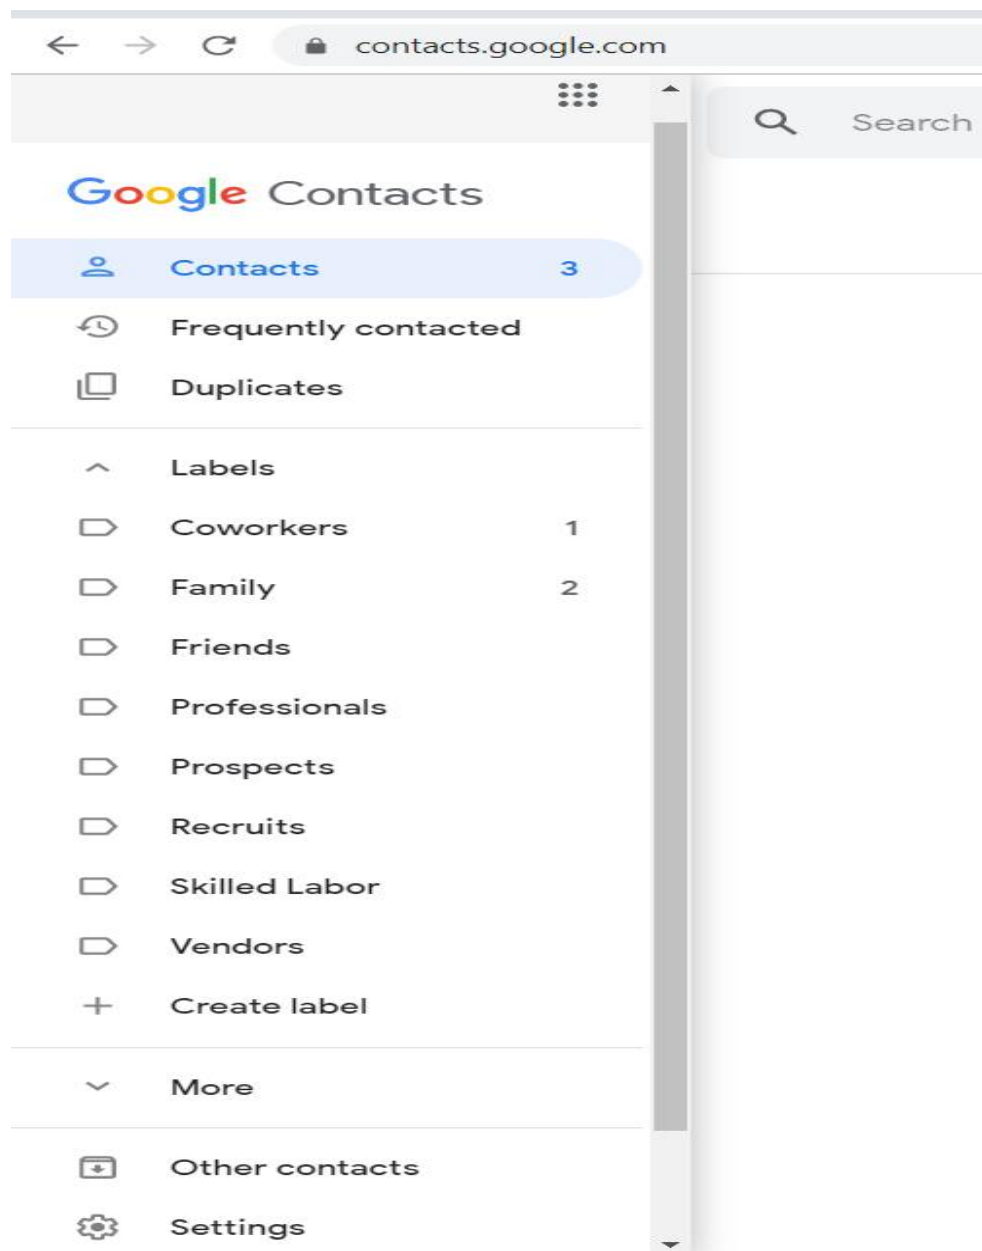 contacts.google.com
Search
Google Contacts
Contacts 3
Frequently contacted
Duplicates
Labels
Coworkers 1
Family 2
Friends
Professionals
Prospects
Recruits
Skilled Labor
Vendors
Create label
More
Other contacts
Settings